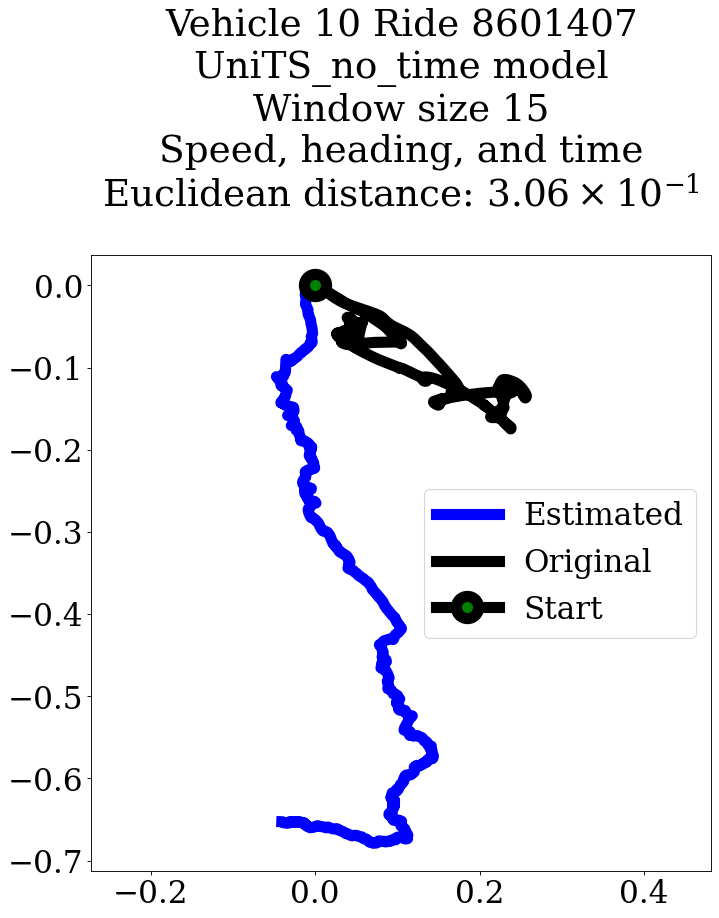 Vehicle 10 Ride 8601407
UniTS_no_time model
Window size 15
Speed, heading, and time
Euclidean distance: 3.06 × 10⁻¹
0.0
−0.1
−0.2
−0.3
−0.4
−0.5
−0.6
−0.7
Estimated
Original
Start
−0.2 0.0 0.2 0.4